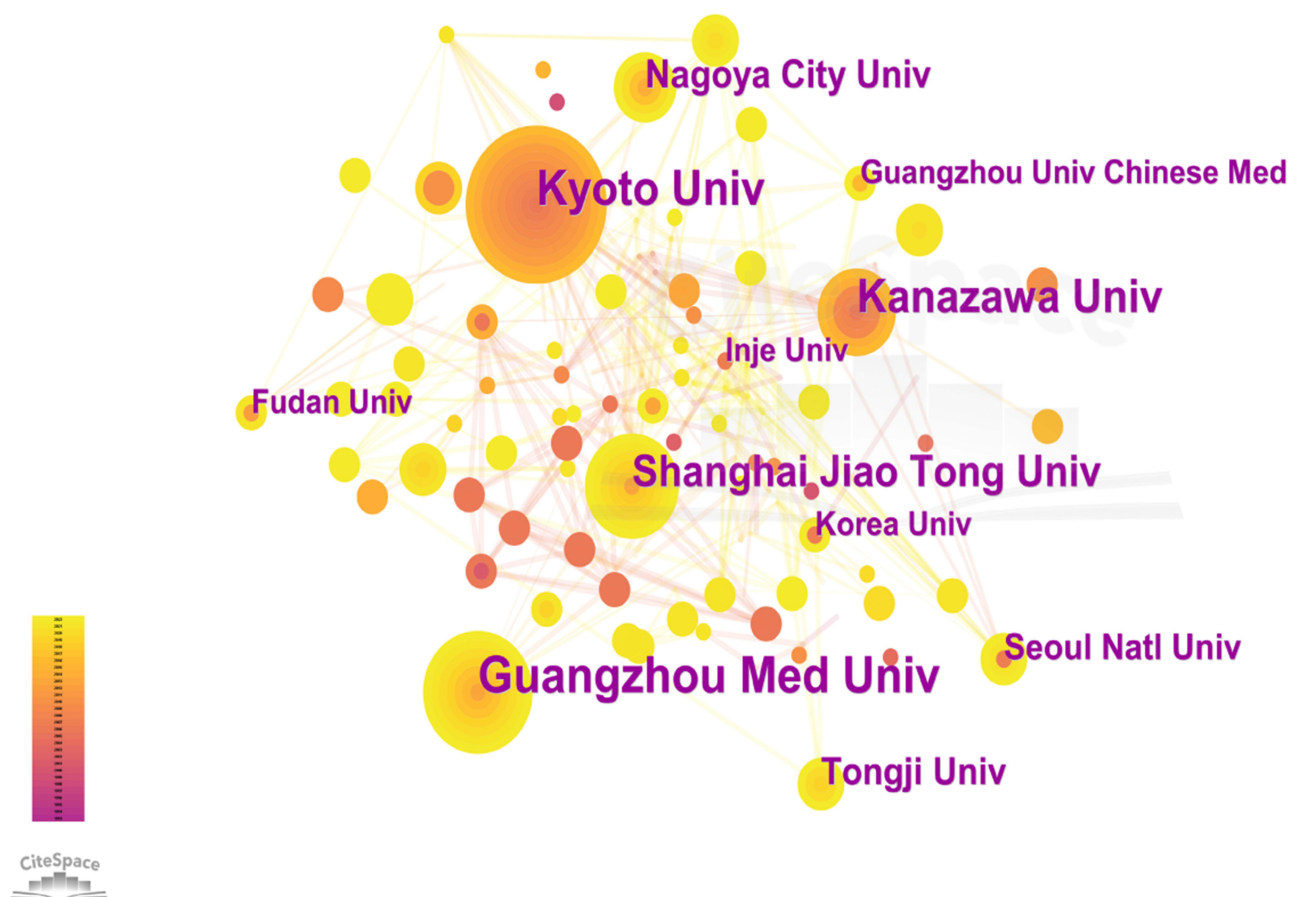 Nagoya City Univ
Guangzhou Univ Chinese Med
Kyoto Univ
Kanazawa Univ
Inje Univ
Fudan Univ
Shanghai Jiao Tong Univ
Korea Univ
Seoul Natl Univ
Guangzhou Med Univ
Tongji Univ
CiteSpace
CiteSpace